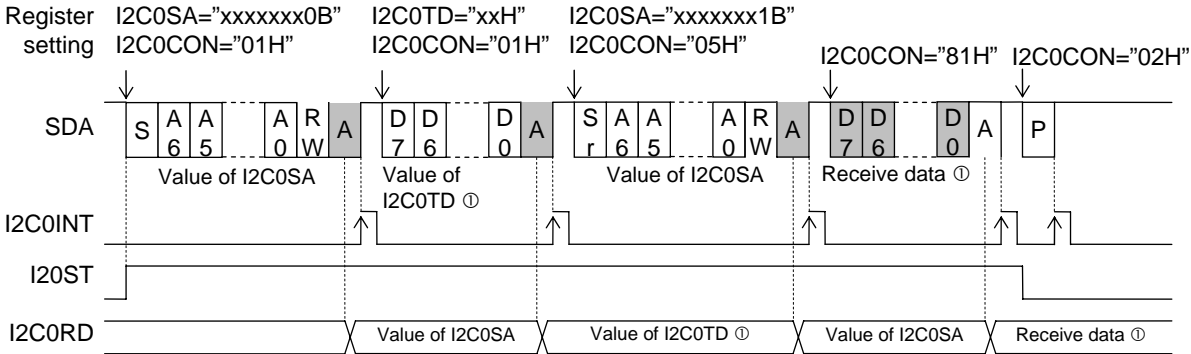 Register I2C0SA="xxxxxxx0B" I2C0TD="xxH" I2C0SA="xxxxxxx1B"
setting I2C0CON="01H" I2C0CON="01H" I2C0CON="05H" I2C0CON="81H" I2C0CON="02H"
SDA S A6 A5 A0 RW A D7 D6 D0 A Sr A6 A5 A0 RW A D7 D6 D0 A P
Value of I2C0SA Value of Value of I2C0SA Receive data ①
I2C0TD ①
I2C0INT
I20ST
I2C0RD Value of I2C0SA Value of I2C0TD ① Value of I2C0SA Receive data ①